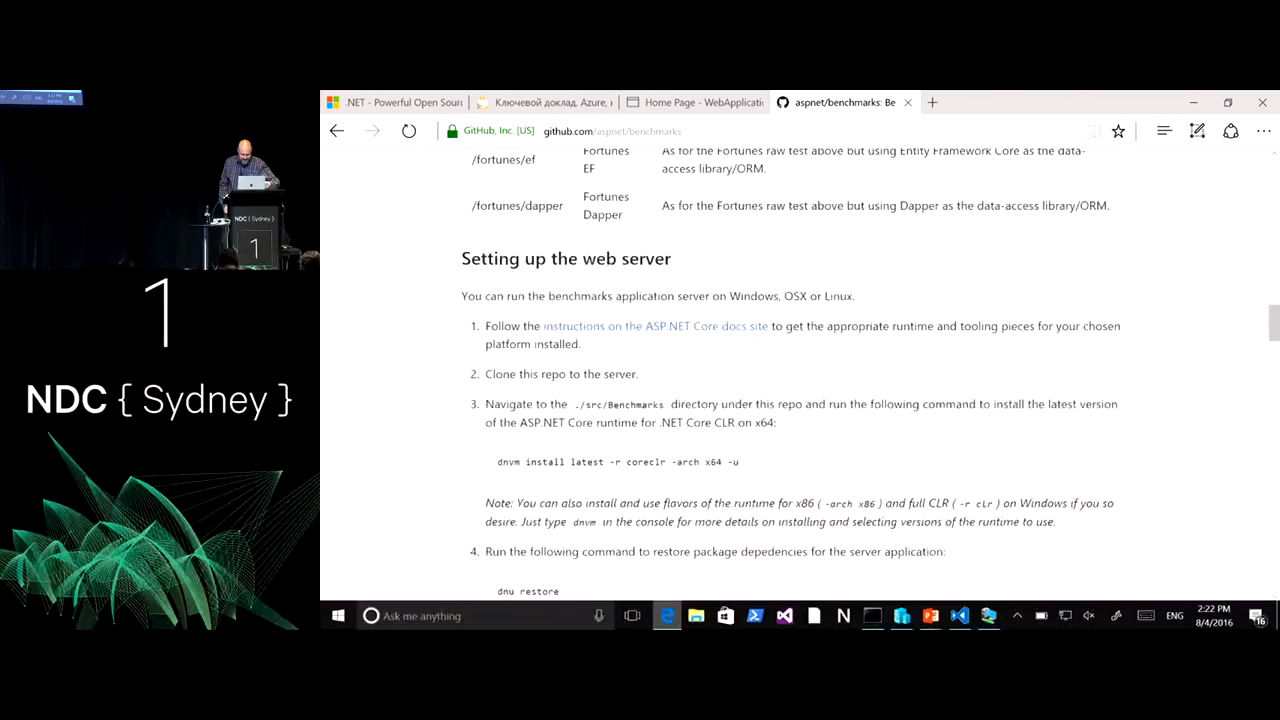 NDC { Sydney }
1
1
NDC { Sydney }
.NET - Powerful Open Sourc
Ключевой доклад. Azure, и
Home Page - WebApplicati
aspnet/benchmarks: Be
GitHub, Inc. [US]
github.com/aspnet/benchmarks
/fortunes/ef
Fortunes
EF
As for the Fortunes raw test above but using Entity Framework Core as the data-
access library/ORM.
/fortunes/dapper
Fortunes
Dapper
As for the Fortunes raw test above but using Dapper as the data-access library/ORM.
Setting up the web server
You can run the benchmarks application server on Windows, OSX or Linux.
1. Follow the instructions on the ASP.NET Core docs site to get the appropriate runtime and tooling pieces for your chosen
platform installed.
2. Clone this repo to the server.
3. Navigate to the ./src/Benchmarks directory under this repo and run the following command to install the latest version
of the ASP.NET Core runtime for .NET Core CLR on x64:
dnvm install latest -r coreclr -arch x64 -u
Note: You can also install and use flavors of the runtime for x86 ( -arch x86 ) and full CLR ( -r clr ) on Windows if you so
desire. Just type dnvm in the console for more details on installing and selecting versions of the runtime to use.
4. Run the following command to restore package depedencies for the server application:
dnu restore
Ask me anything
N
ENG
2:22 PM
8/4/2016
16